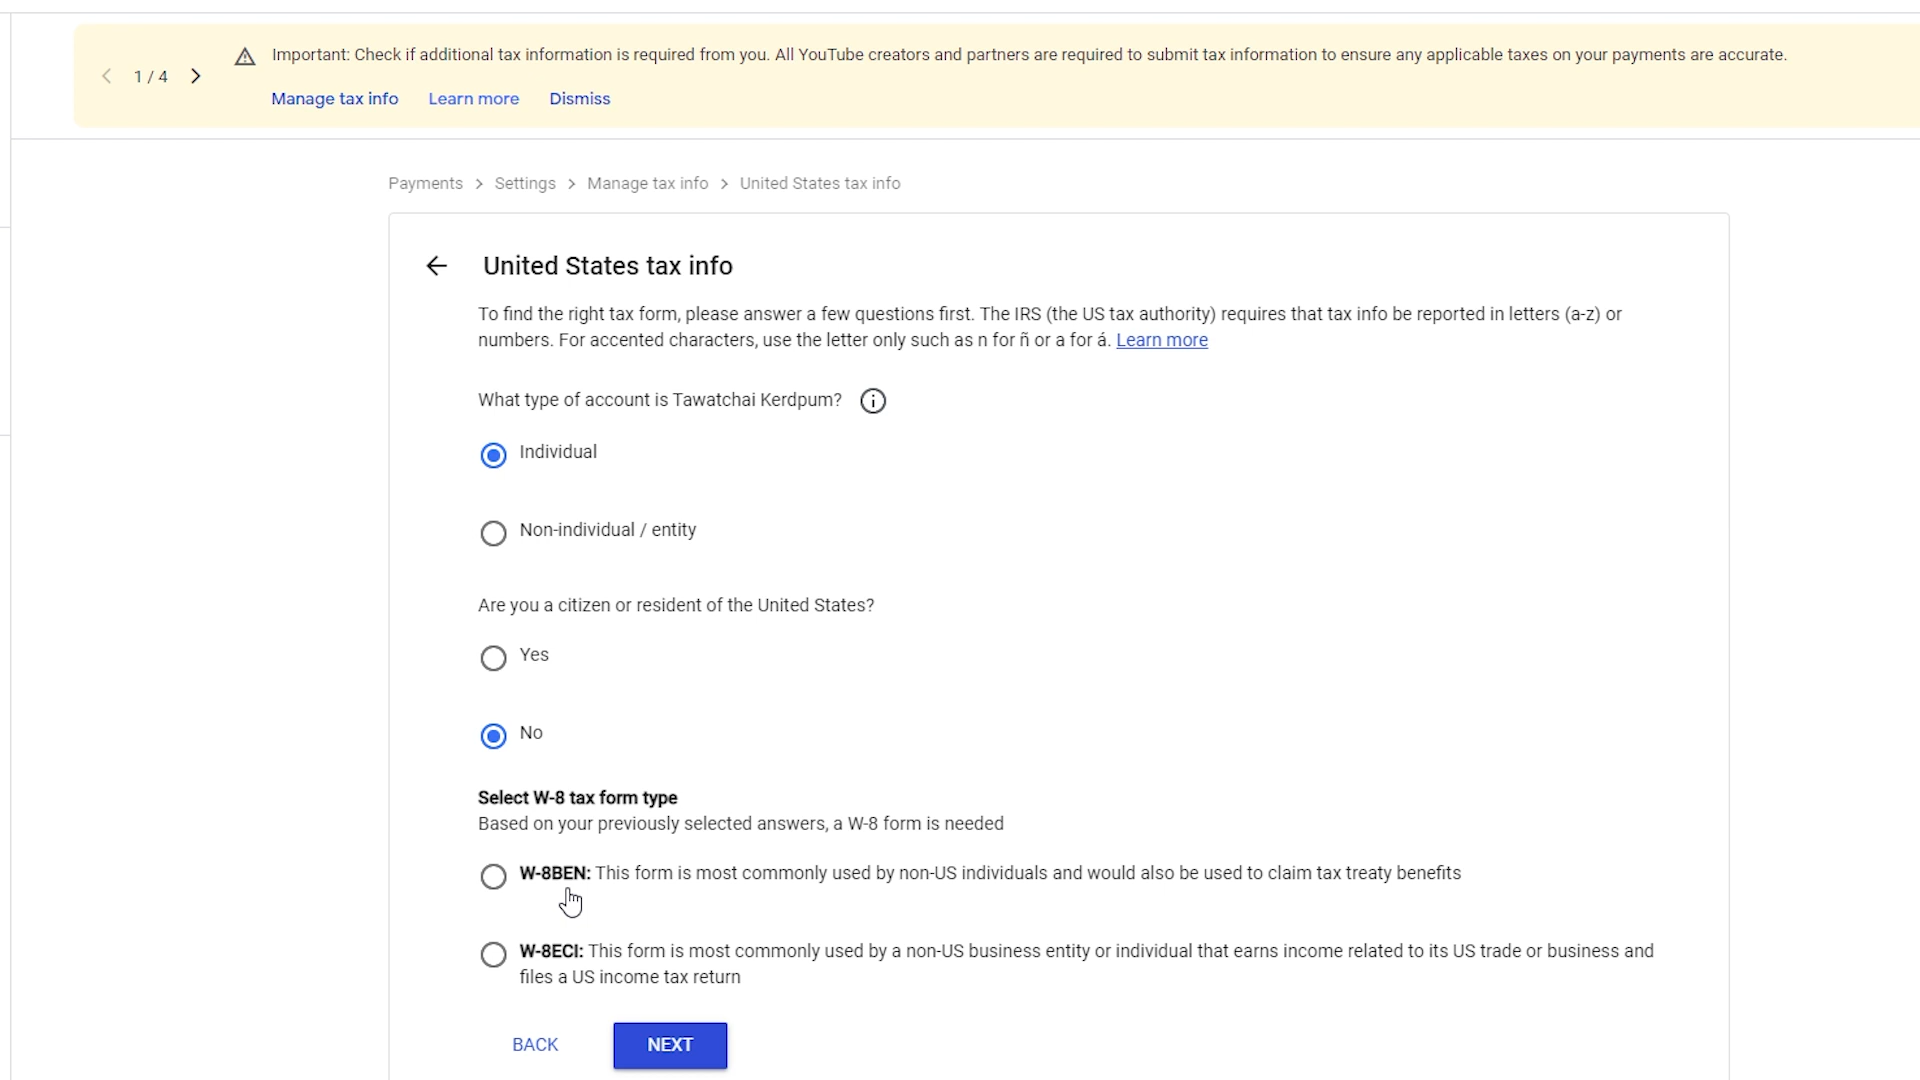 1 / 4
Important: Check if additional tax information is required from you. All YouTube creators and partners are required to submit tax information to ensure any applicable taxes on your payments are accurate.
Manage tax info Learn more Dismiss
Payments > Settings > Manage tax info > United States tax info
United States tax info
To find the right tax form, please answer a few questions first. The IRS (the US tax authority) requires that tax info be reported in letters (a-z) or
numbers. For accented characters, use the letter only such as n for ñ or a for á. Learn more
What type of account is Tawatchai Kerdpum?
Individual
Non-individual / entity
Are you a citizen or resident of the United States?
Yes
No
Select W-8 tax form type
Based on your previously selected answers, a W-8 form is needed
W-8BEN: This form is most commonly used by non-US individuals and would also be used to claim tax treaty benefits
W-8ECI: This form is most commonly used by a non-US business entity or individual that earns income related to its US trade or business and
files a US income tax return
BACK NEXT